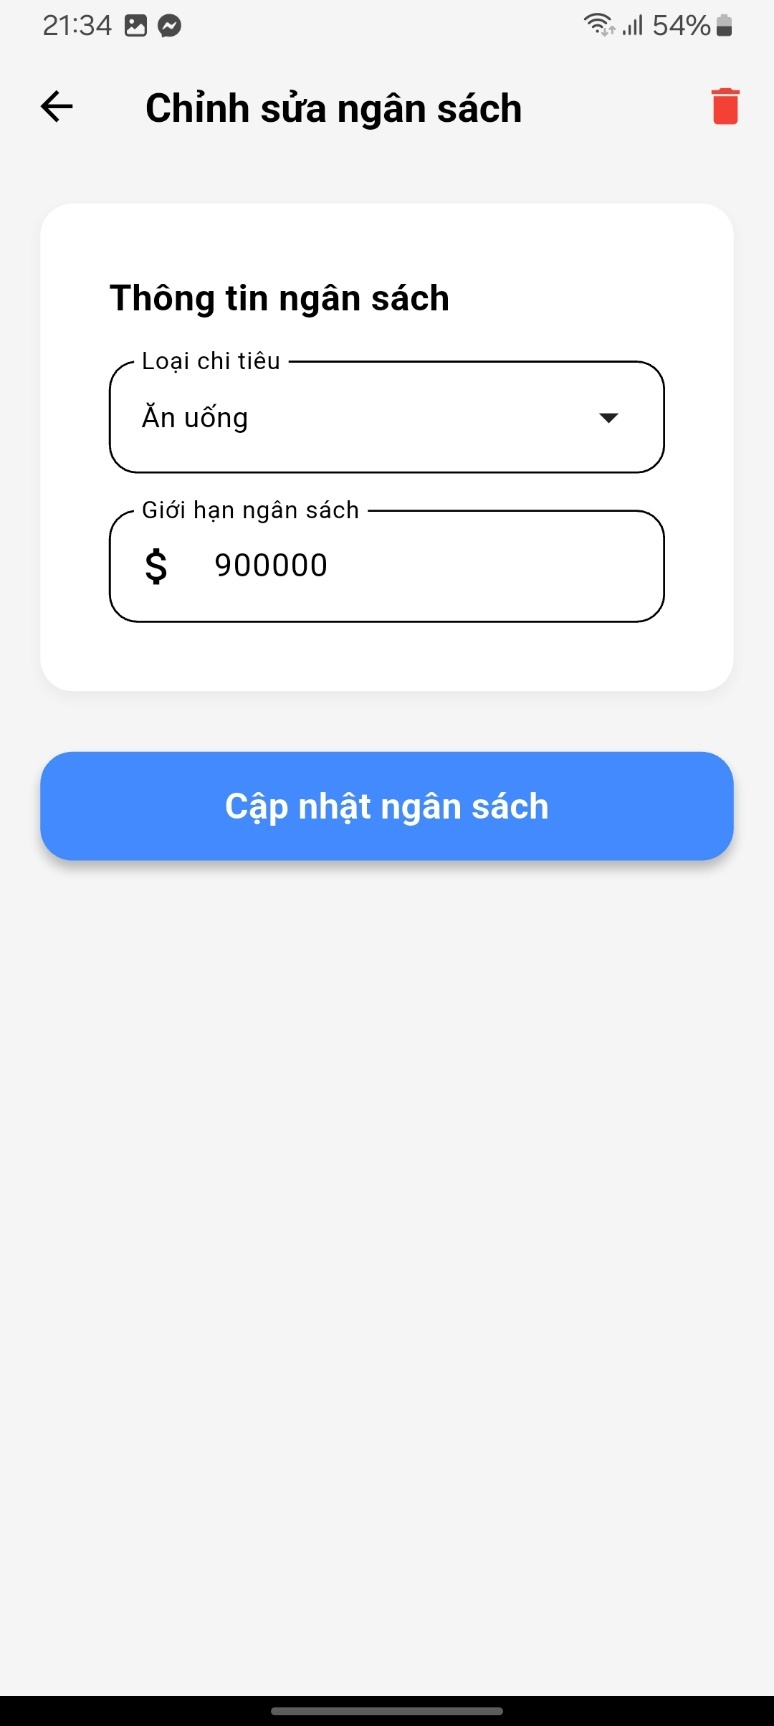 21:34 54%
Chỉnh sửa ngân sách
Thông tin ngân sách
Loại chi tiêu
Ăn uống
Giới hạn ngân sách
$ 900000
Cập nhật ngân sách